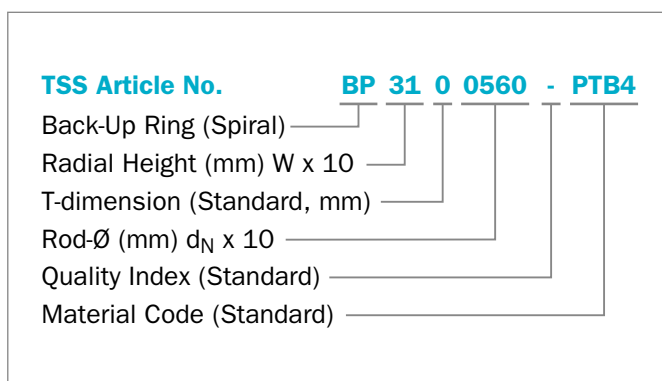 TSS Article No. BP 31 0 0560 - PTB4
Back-Up Ring (Spiral)
Radial Height (mm) W x 10
T-dimension (Standard, mm)
Rod-Ø (mm) dN x 10
Quality Index (Standard)
Material Code (Standard)